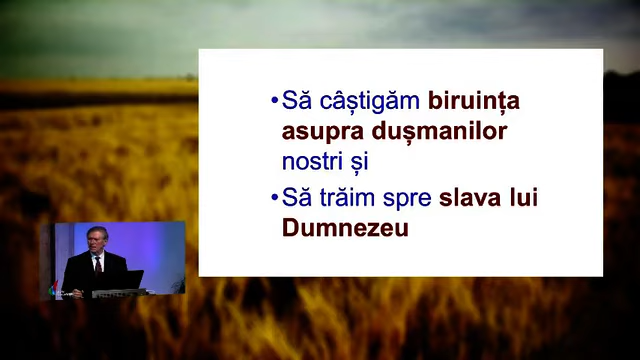 •Să câștigăm biruința
asupra dușmanilor
nostri și
•Să trăim spre slava lui
Dumnezeu